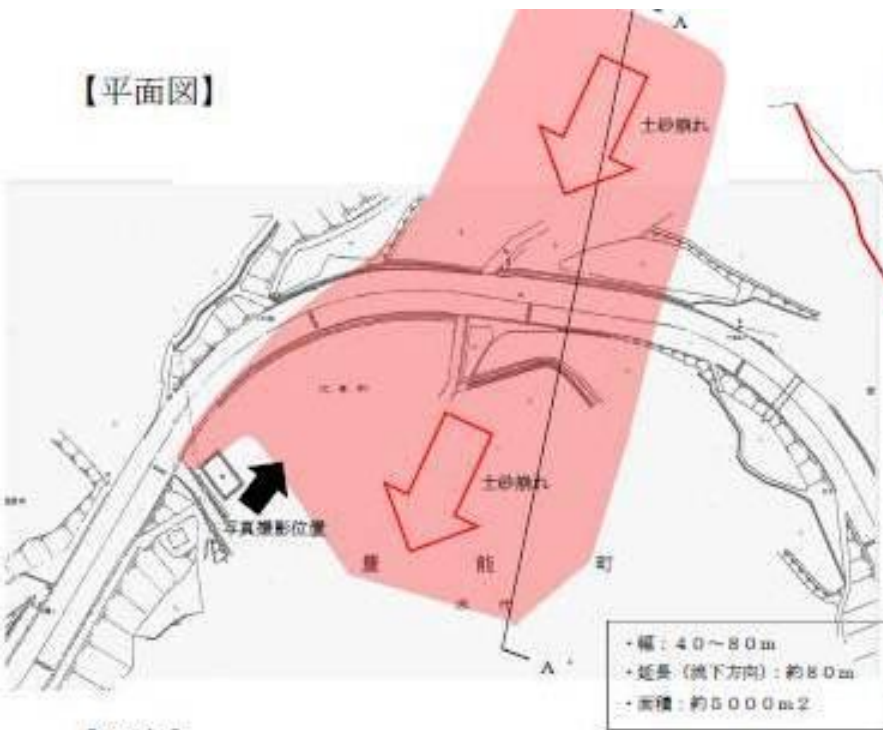 A
【平面図】
土砂崩れ
土砂崩れ
写真撮影位置
豊 能 町
A
・幅：40～80m
・延長（流下方向）：約80m
・面積：約5000m2